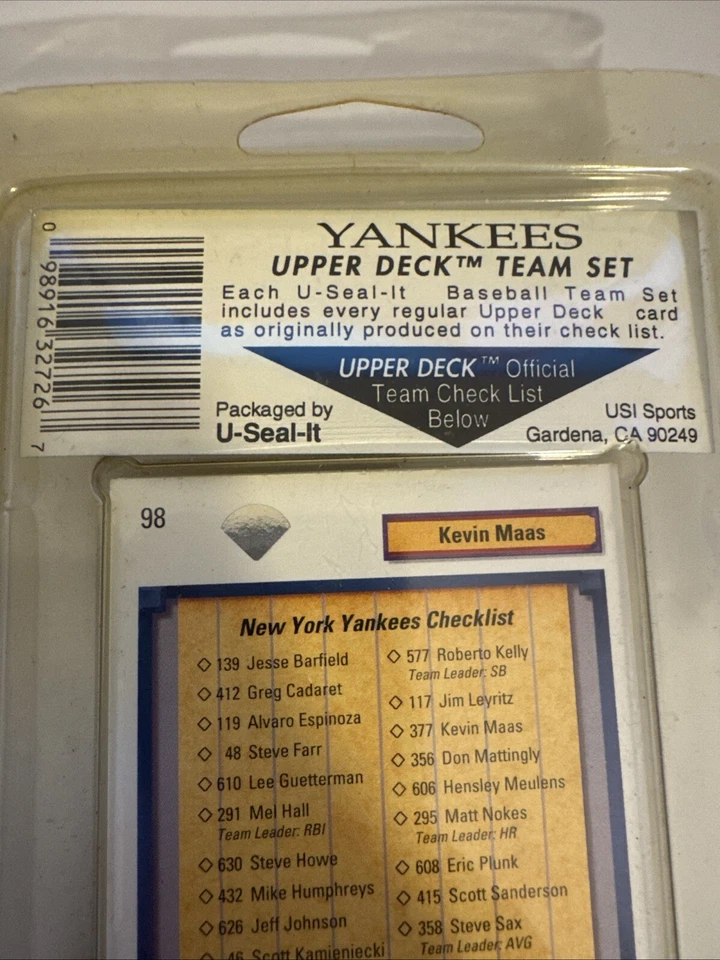 0 98916 32726 7
YANKEES
UPPER DECK™ TEAM SET
Each U-Seal-It Baseball Team Set
includes every regular Upper Deck card
as originally produced on their check list.
UPPER DECK™ Official
Team Check List
Below
Packaged by
U-Seal-It
USI Sports
Gardena, CA 90249
98
Kevin Maas
New York Yankees Checklist
139 Jesse Barfield
412 Greg Cadaret
119 Alvaro Espinoza
48 Steve Farr
610 Lee Guetterman
291 Mel Hall
Team Leader: RBI
630 Steve Howe
432 Mike Humphreys
626 Jeff Johnson
46 Scott Kamieniecki
577 Roberto Kelly
Team Leader: SB
117 Jim Leyritz
377 Kevin Maas
356 Don Mattingly
606 Hensley Meulens
295 Matt Nokes
Team Leader: HR
608 Eric Plunk
415 Scott Sanderson
358 Steve Sax
Team Leader: AVG